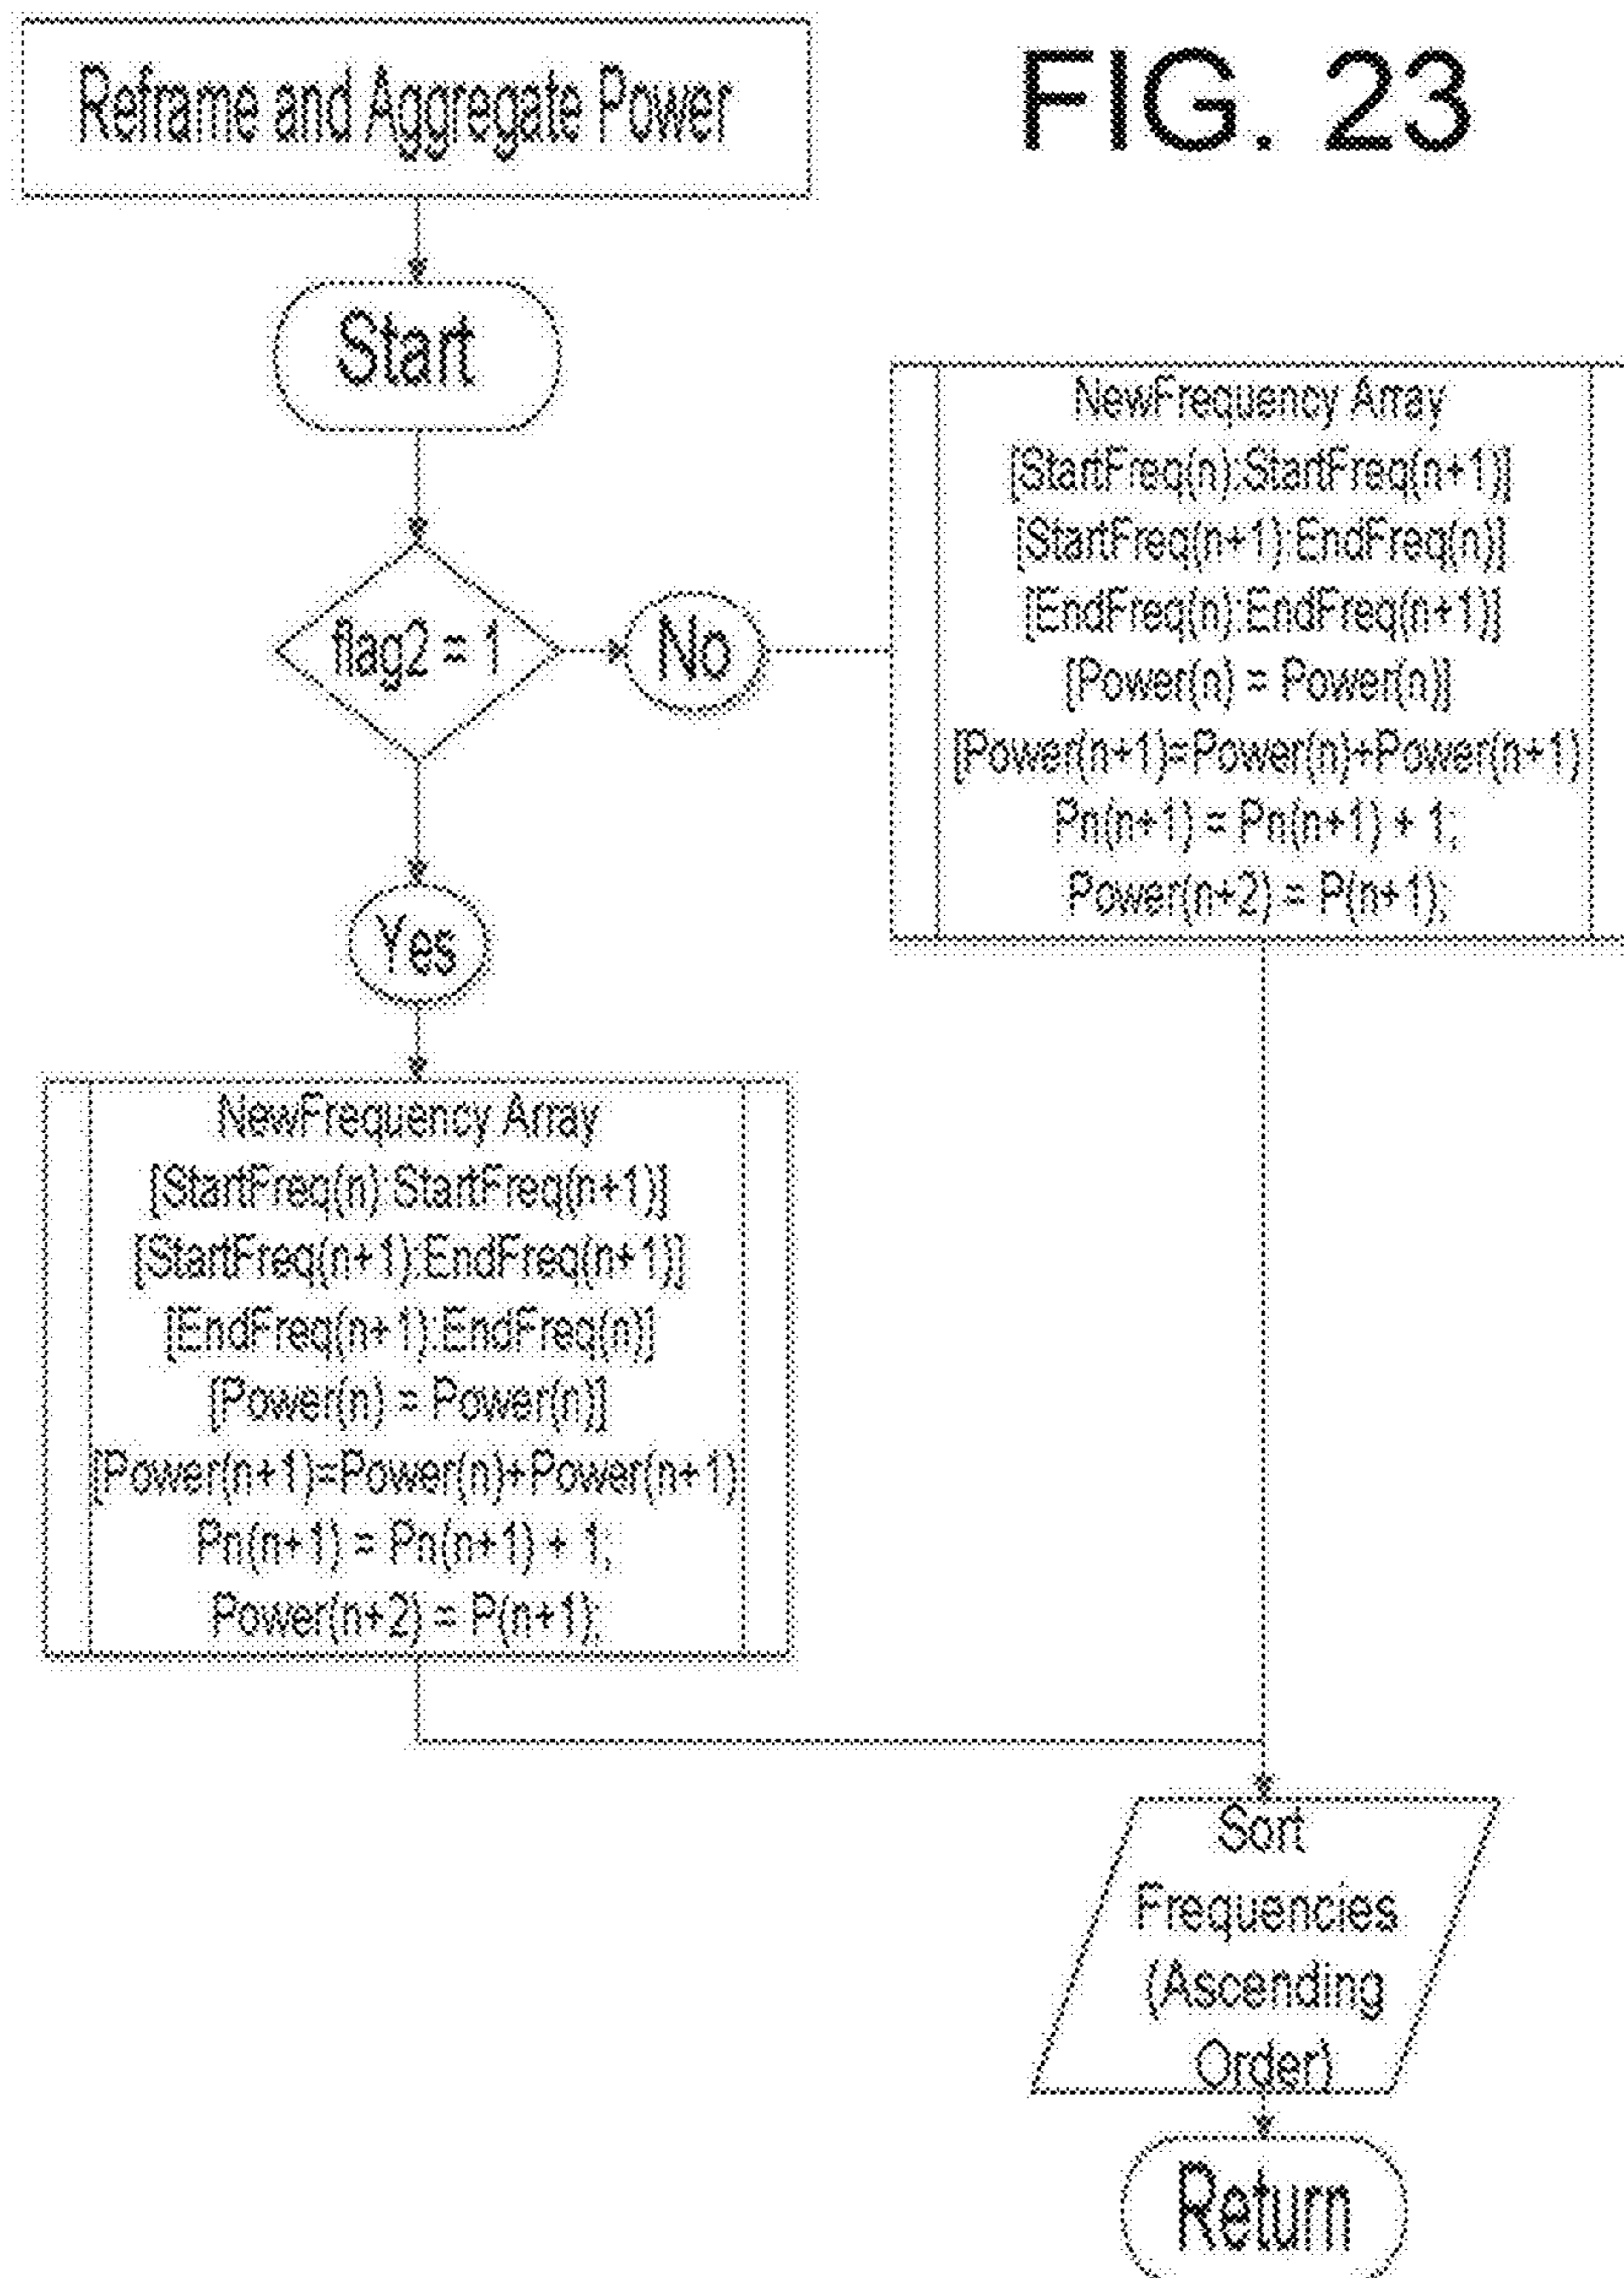 Reframe and Aggregate Power
FIG. 23
Start
flag2 = 1
No
NewFrequency Array
[StartFreq(n):StartFreq(n+1)]
[StartFreq(n+1):EndFreq(n)]
[EndFreq(n):EndFreq(n+1)]
[Power(n) = Power(n)]
[Power(n+1)=Power(n)+Power(n+1)
Pn(n+1) = Pn(n+1) + 1;
Power(n+2) = P(n+1);
Yes
NewFrequency Array
[StartFreq(n):StartFreq(n+1)]
[StartFreq(n+1):EndFreq(n+1)]
[EndFreq(n+1):EndFreq(n)]
[Power(n) = Power(n)]
[Power(n+1)=Power(n)+Power(n+1)
Pn(n+1) = Pn(n+1) + 1;
Power(n+2) = P(n+1);
Sort
Frequencies
(Ascending
Order)
Return